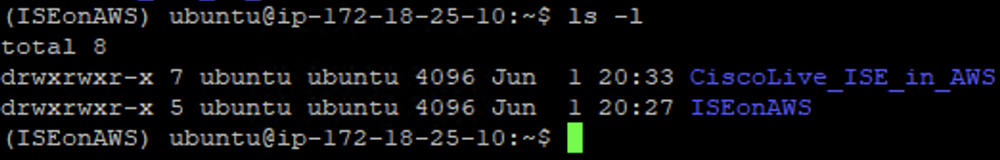 (ISEonAWS) ubuntu@ip-172-18-25-10:~$ ls -l
total 8
drwxrwxr-x 7 ubuntu ubuntu 4096 Jun  1 20:33 CiscoLive_ISE_in_AWS
drwxrwxr-x 5 ubuntu ubuntu 4096 Jun  1 20:27 ISEonAWS
(ISEonAWS) ubuntu@ip-172-18-25-10:~$